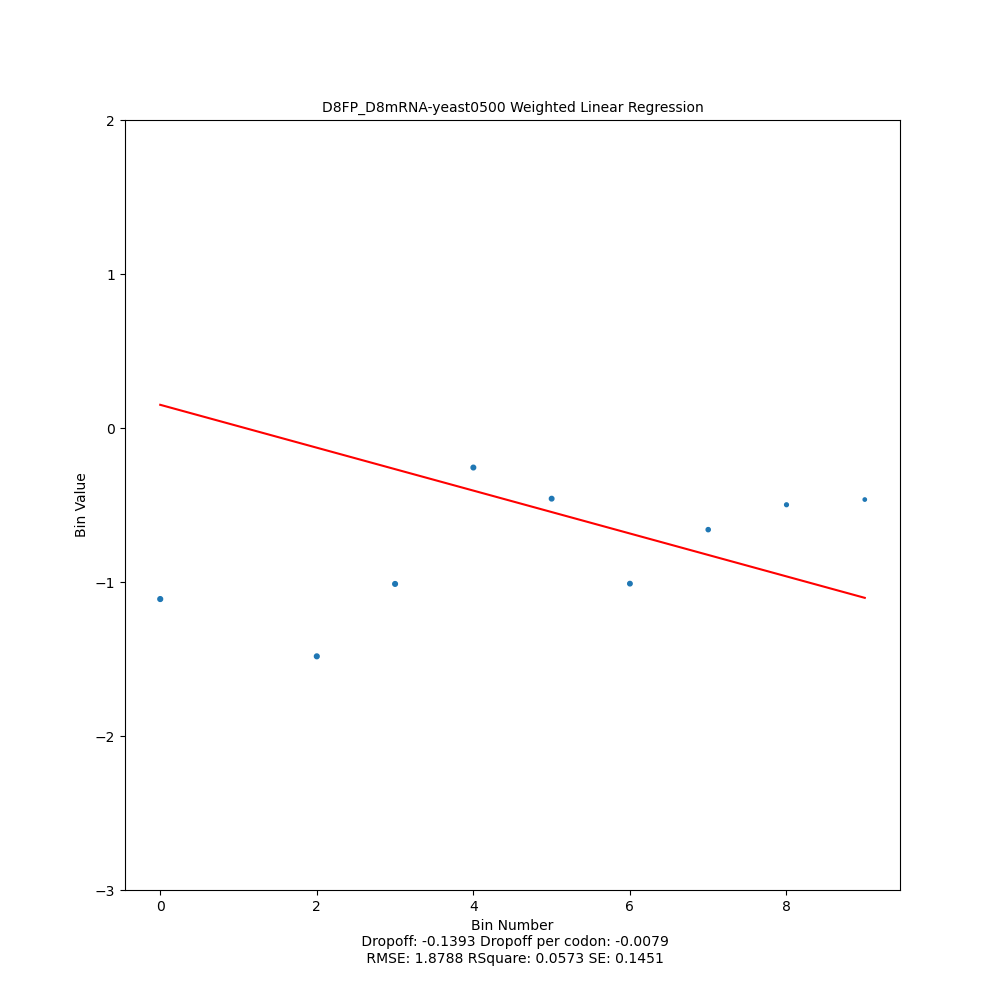 D8FP_D8mRNA-yeast0500 Weighted Linear Regression
2
1
0
−1
−2
−3
Bin Value
0 2 4 6 8
Bin Number
Dropoff: -0.1393 Dropoff per codon: -0.0079
RMSE: 1.8788 RSquare: 0.0573 SE: 0.1451